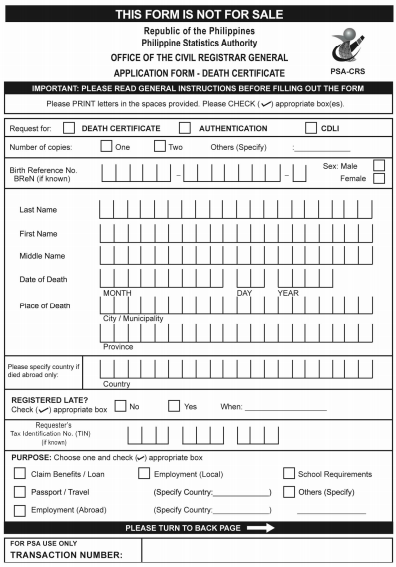 THIS FORM IS NOT FOR SALE
Republic of the Philippines
Philippine Statistics Authority
OFFICE OF THE CIVIL REGISTRAR GENERAL
APPLICATION FORM - DEATH CERTIFICATE
PSA-CRS
IMPORTANT: PLEASE READ GENERAL INSTRUCTIONS BEFORE FILLING OUT THE FORM
Please PRINT letters in the spaces provided. Please CHECK (✓) appropriate box(es).
Request for: DEATH CERTIFICATE AUTHENTICATION CDLI
Number of copies: One Two Others (Specify) :____________
Birth Reference No.
BReN (if known)
– –
Sex: Male
Female
Last Name
First Name
Middle Name
Date of Death
MONTH DAY YEAR
Place of Death
City / Municipality
Province
Please specify country if
died abroad only:
Country
REGISTERED LATE?
Check (✓) appropriate box No Yes When: __________________
Requester's
Tax Identification No. (TIN)
(if known)
PURPOSE: Choose one and check (✓) appropriate box
Claim Benefits / Loan Employment (Local) School Requirements
Passport / Travel (Specify Country:____________) Others (Specify)
Employment (Abroad) (Specify Country:____________) ______________
PLEASE TURN TO BACK PAGE
FOR PSA USE ONLY
TRANSACTION NUMBER: